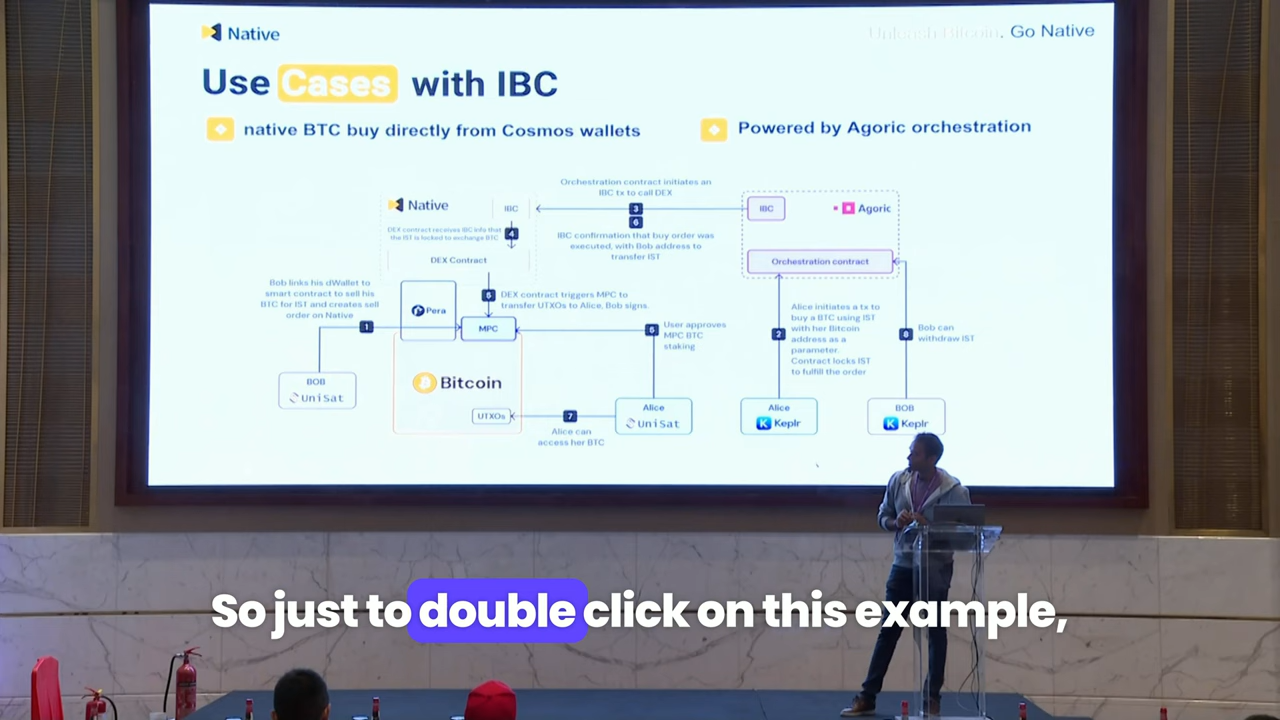 Native
Unleash Bitcoin. Go Native
Use Cases with IBC
native BTC buy directly from Cosmos wallets
Powered by Agoric orchestration
Orchestration contract initiates an
IBC tx to call DEX
3
6
IBC confirmation that buy order was
executed, with Bob address to
transfer IST
Native
IBC
DEX contract receives IBC info that
the IST is locked to exchange BTC
4
DEX Contract
IBC
Agoric
Orchestration contract
Bob links his dWallet to
smart contract to sell his
BTC for IST and creates sell
order on Native
1
Pera
MPC
5
DEX contract triggers MPC to
transfer UTXOs to Alice, Bob signs.
5
User approves
MPC BTC
staking
2
Alice initiates a tx to
buy a BTC using IST
with her Bitcoin
address as a
parameter.
Contract locks IST
to fulfill the order
8
Bob can
withdraw IST
BOB
UniSat
Bitcoin
UTXOs
7
Alice can
access her BTC
Alice
UniSat
Alice
Keplr
BOB
Keplr
So just to double click on this example,